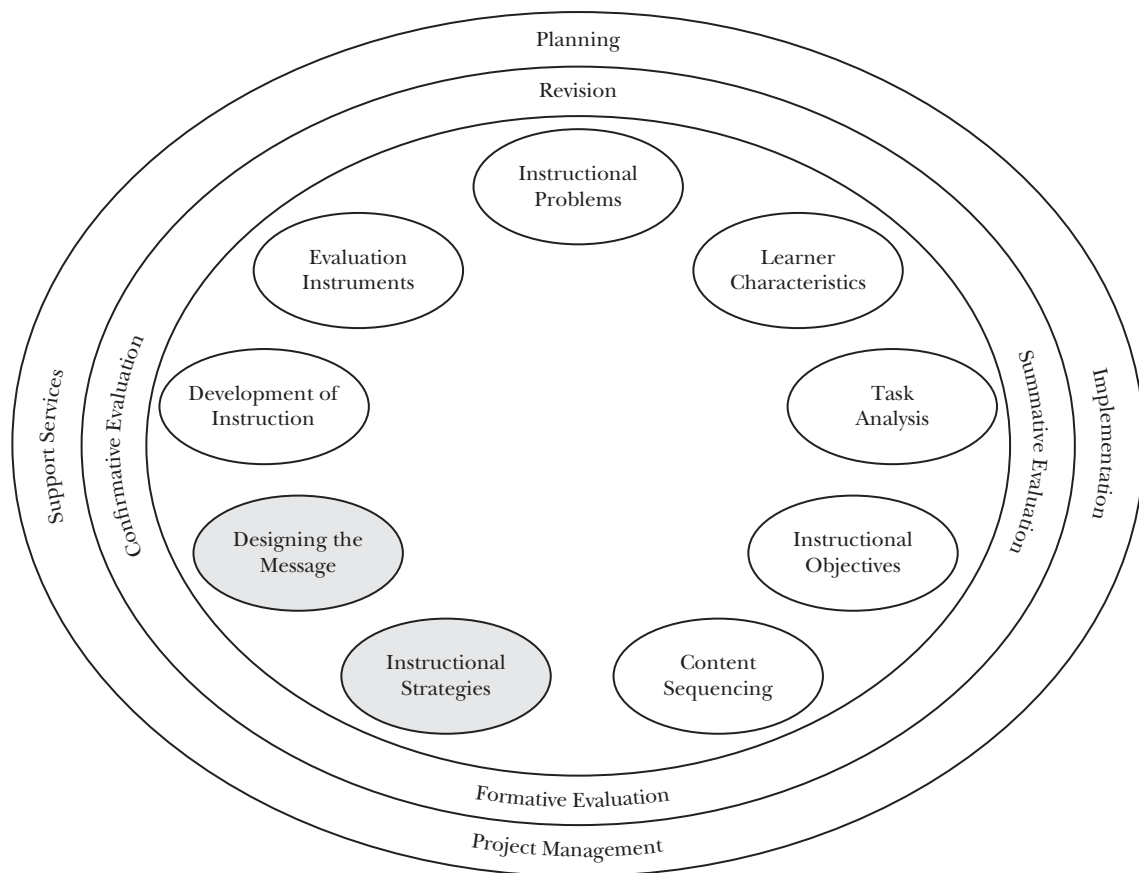 Planning
Revision
Instructional
Problems
Evaluation
Instruments
Learner
Characteristics
Development of
Instruction
Task
Analysis
Support Services
Confirmative Evaluation
Summative Evaluation
Implementation
Designing the
Message
Instructional
Objectives
Instructional
Strategies
Content
Sequencing
Formative Evaluation
Project Management